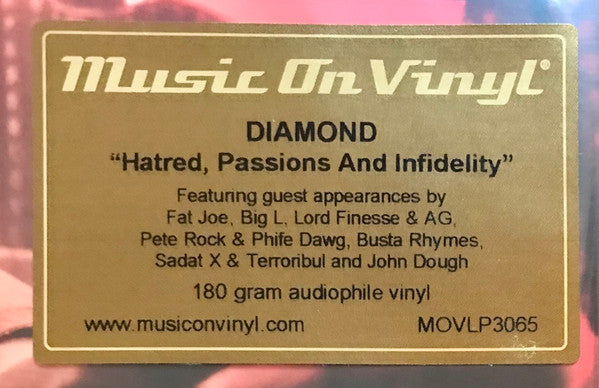 Music On Vinyl®
DIAMOND
“Hatred, Passions And Infidelity”
Featuring guest appearances by
Fat Joe, Big L, Lord Finesse & AG,
Pete Rock & Phife Dawg, Busta Rhymes,
Sadat X & Terroribul and John Dough
180 gram audiophile vinyl
www.musiconvinyl.com MOVLP3065